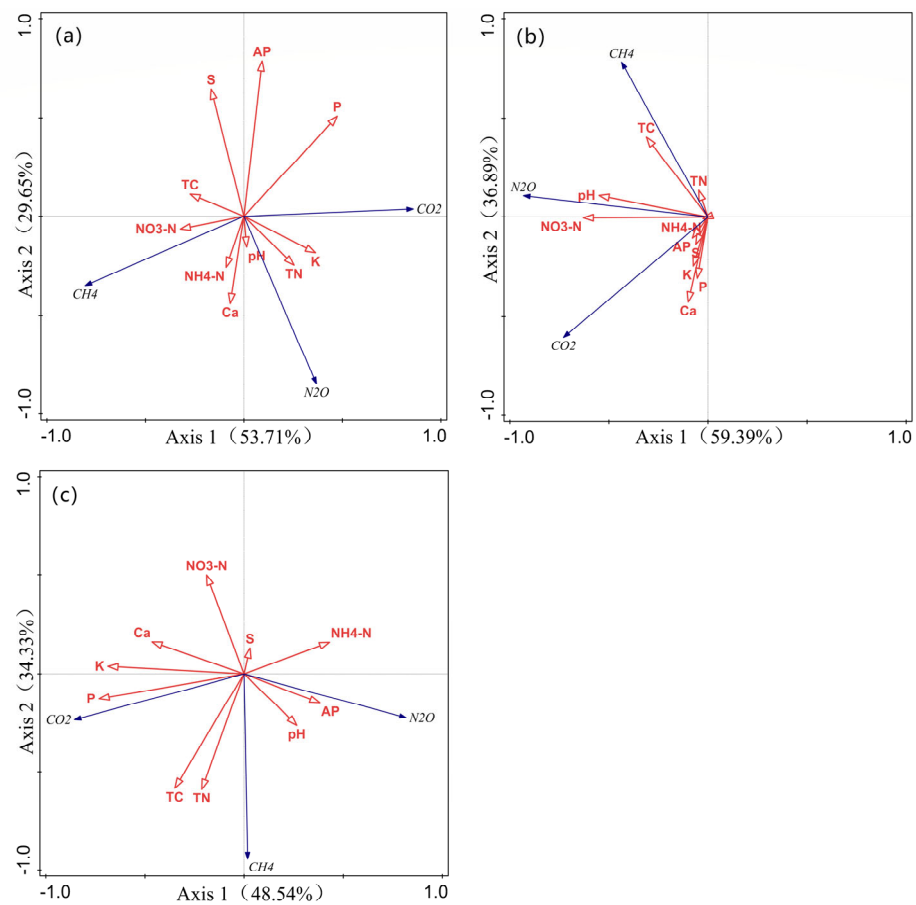 (a)
1.0
AP
S
P
TC
CO2
NO3-N
pH
K
NH4-N
TN
CH4
Ca
N2O
Axis 2（29.65%）
-1.0
-1.0
Axis 1（53.71%）
1.0
(b)
1.0
CH4
TC
TN
N2O
pH
NO3-N
NH4-N
AP
S
K
P
Ca
CO2
Axis 2（36.89%）
-1.0
-1.0
Axis 1（59.39%）
1.0
(c)
1.0
NO3-N
Ca
S
NH4-N
K
P
CO2
AP
N2O
pH
TC
TN
CH4
Axis 2（34.33%）
-1.0
-1.0
Axis 1（48.54%）
1.0